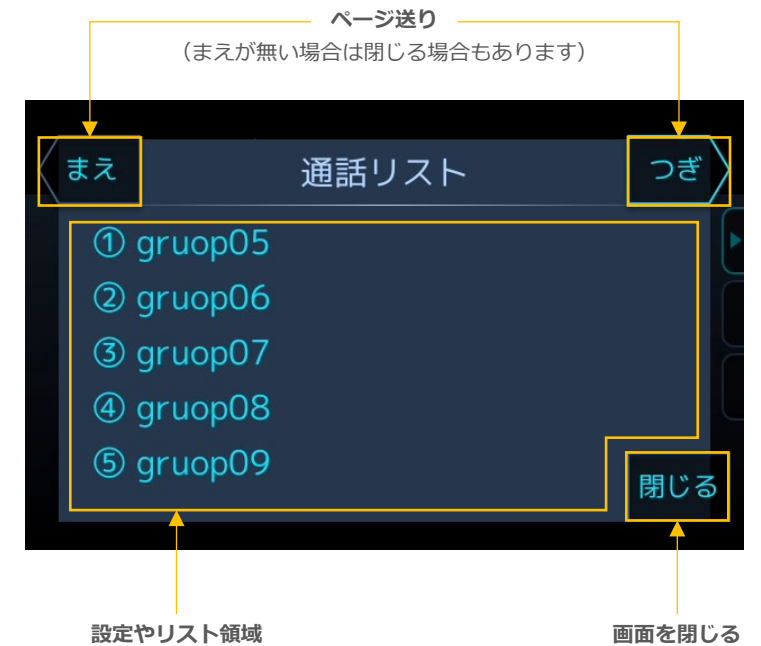 ページ送り
（まえが無い場合は閉じる場合もあります）
まえ
通話リスト
つぎ
① gruop05
② gruop06
③ gruop07
④ gruop08
⑤ gruop09
閉じる
設定やリスト領域
画面を閉じる